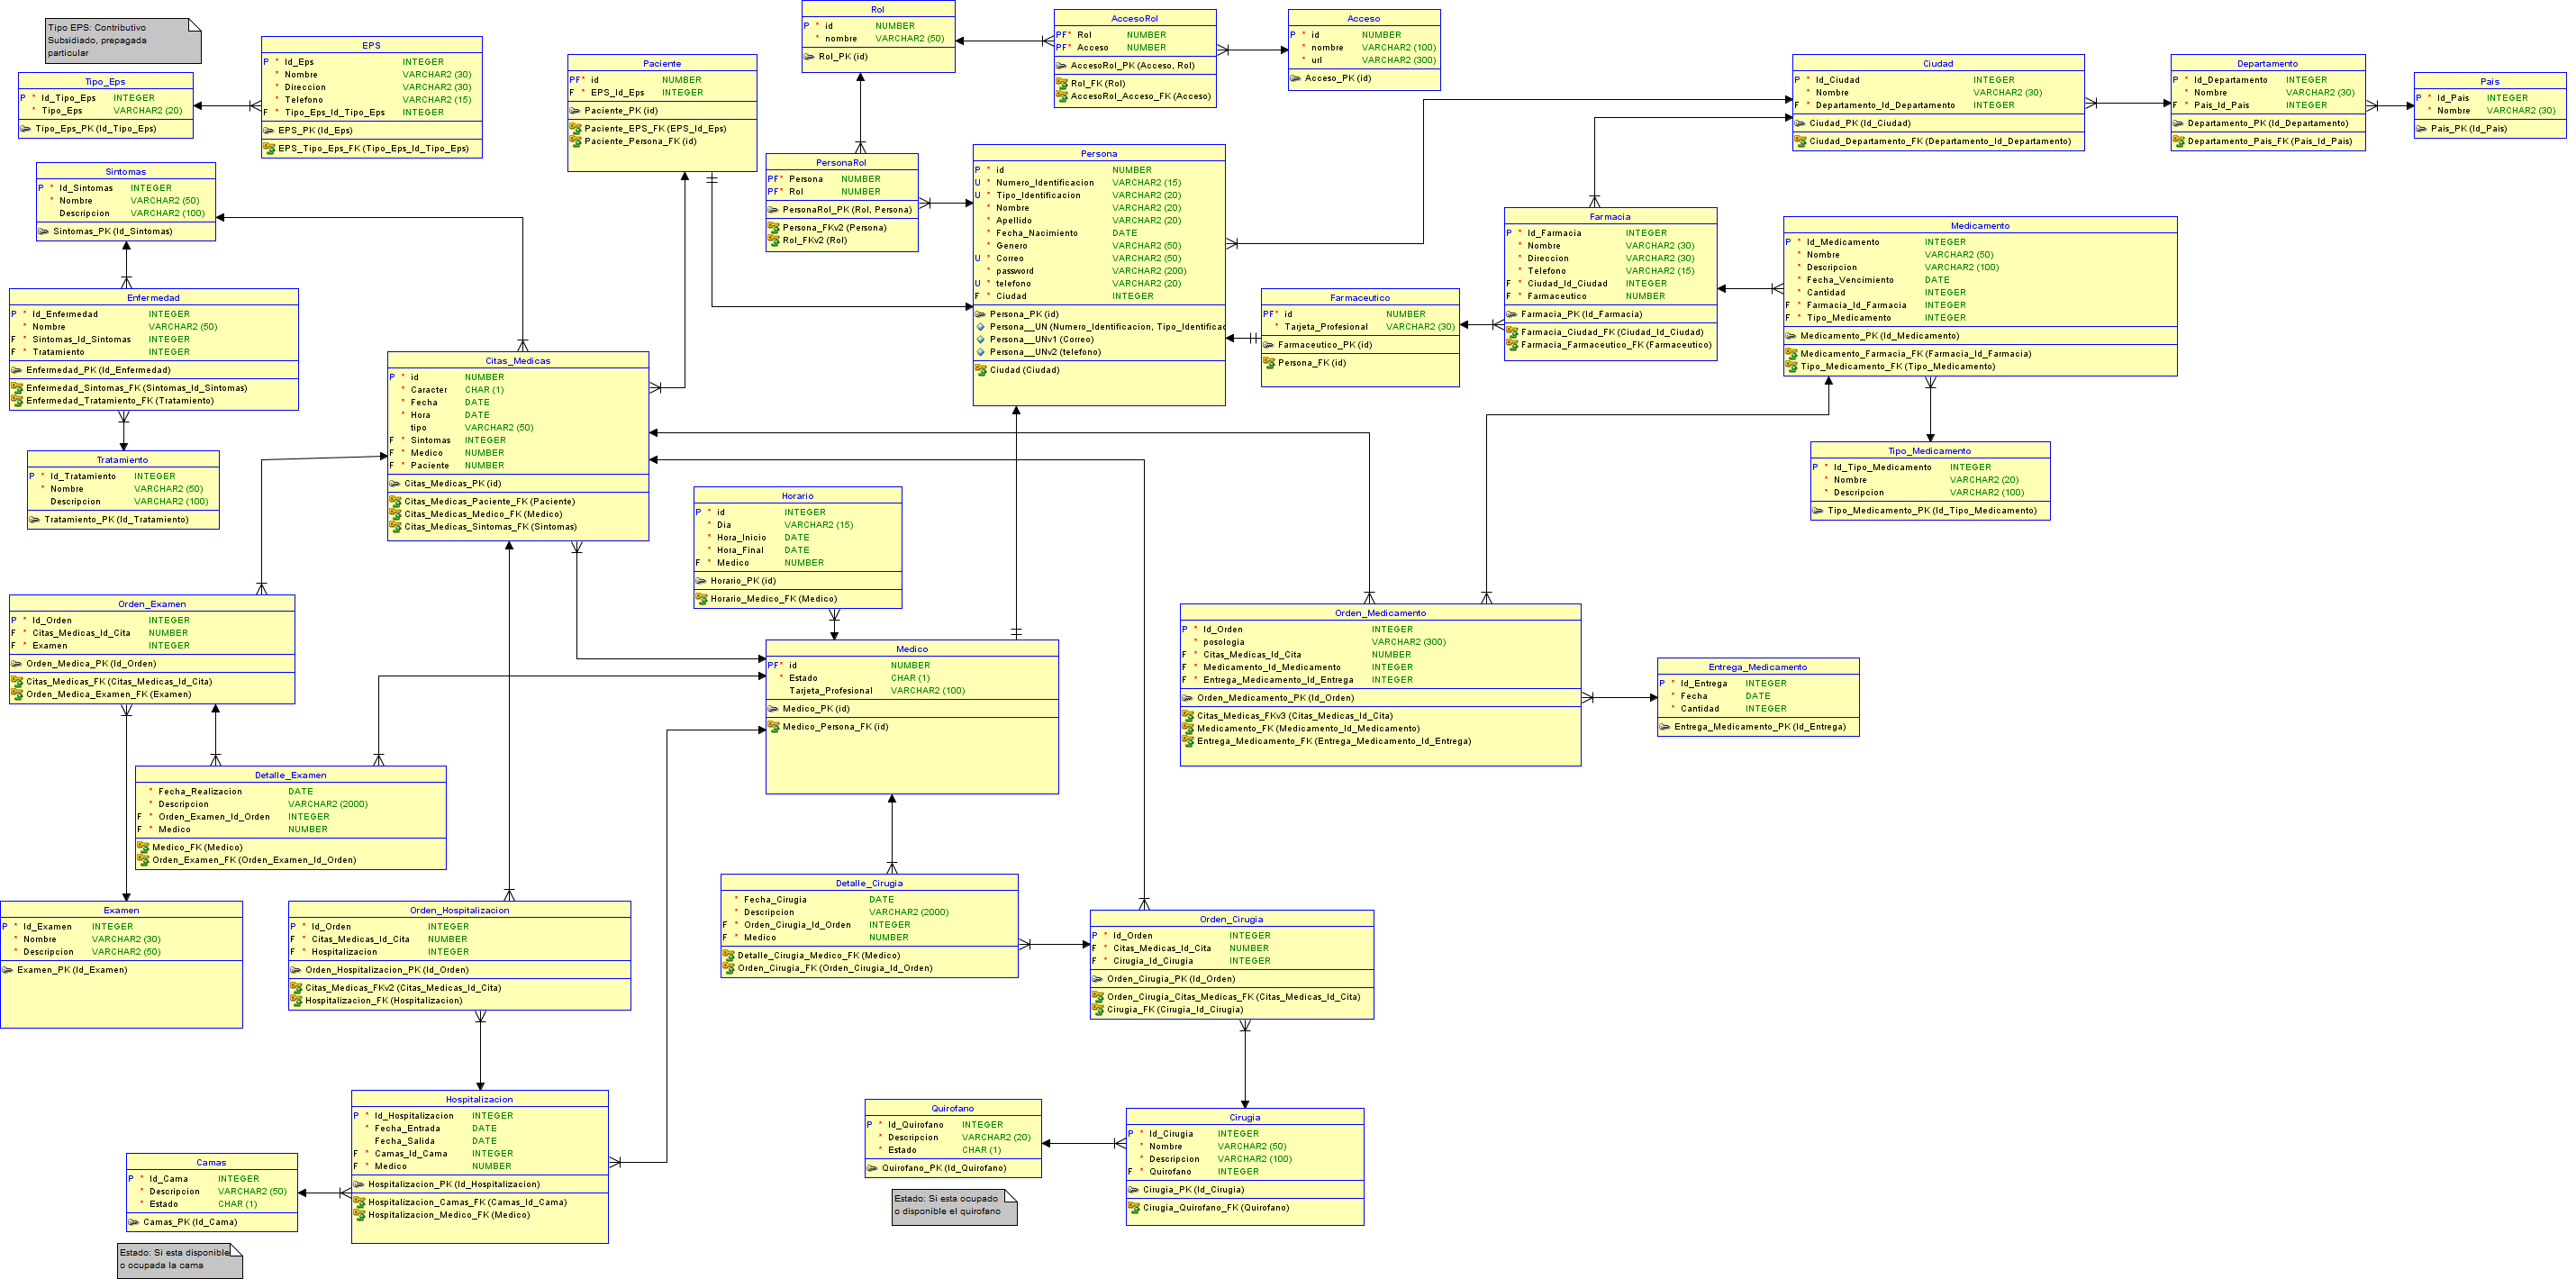 Tipo EPS: Contributivo
Subsidiado, prepagada
particular
Tipo_Eps
P * Id_Tipo_Eps INTEGER
* Tipo_Eps VARCHAR2 (20)
Tipo_Eps_PK (Id_Tipo_Eps)
EPS
P * Id_Eps INTEGER
* Nombre VARCHAR2 (30)
* Direccion VARCHAR2 (30)
* Telefono VARCHAR2 (15)
F * Tipo_Eps_Id_Tipo_Eps INTEGER
EPS_PK (Id_Eps)
EPS_Tipo_Eps_FK (Tipo_Eps_Id_Tipo_Eps)
Paciente
PF* id NUMBER
F * EPS_Id_Eps INTEGER
Paciente_PK (id)
Paciente_EPS_FK (EPS_Id_Eps)
Paciente_Persona_FK (id)
Rol
P * id NUMBER
* nombre VARCHAR2 (50)
Rol_PK (id)
AccesoRol
PF* Rol NUMBER
PF* Acceso NUMBER
AccesoRol_PK (Acceso, Rol)
Rol_FK (Rol)
AccesoRol_Acceso_FK (Acceso)
Acceso
P * id NUMBER
* nombre VARCHAR2 (100)
* url VARCHAR2 (300)
Acceso_PK (id)
Ciudad
P * Id_Ciudad INTEGER
* Nombre VARCHAR2 (30)
F * Departamento_Id_Departamento INTEGER
Ciudad_PK (Id_Ciudad)
Ciudad_Departamento_FK (Departamento_Id_Departamento)
Departamento
P * Id_Departamento INTEGER
* Nombre VARCHAR2 (30)
F * Pais_Id_Pais INTEGER
Departamento_PK (Id_Departamento)
Departamento_Pais_FK (Pais_Id_Pais)
Pais
P * Id_Pais INTEGER
* Nombre VARCHAR2 (30)
Pais_PK (Id_Pais)
Sintomas
P * Id_Sintomas INTEGER
* Nombre VARCHAR2 (50)
Descripcion VARCHAR2 (100)
Sintomas_PK (Id_Sintomas)
PersonaRol
PF* Persona NUMBER
PF* Rol NUMBER
PersonaRol_PK (Rol, Persona)
Persona_FKv2 (Persona)
Rol_FKv2 (Rol)
Persona
P * id NUMBER
U * Numero_Identificacion VARCHAR2 (15)
U * Tipo_Identificacion VARCHAR2 (20)
* Nombre VARCHAR2 (20)
* Apellido VARCHAR2 (20)
* Fecha_Nacimiento DATE
* Genero VARCHAR2 (50)
U * Correo VARCHAR2 (50)
* password VARCHAR2 (200)
U * telefono VARCHAR2 (20)
F * Ciudad INTEGER
Persona_PK (id)
Persona__UN (Numero_Identificacion, Tipo_Identificac
Persona__UNv1 (Correo)
Persona__UNv2 (telefono)
Ciudad (Ciudad)
Farmaceutico
PF* id NUMBER
* Tarjeta_Profesional VARCHAR2 (30)
Farmaceutico_PK (id)
Persona_FK (id)
Farmacia
P * Id_Farmacia INTEGER
* Nombre VARCHAR2 (30)
* Direccion VARCHAR2 (30)
* Telefono VARCHAR2 (15)
F * Ciudad_Id_Ciudad INTEGER
F * Farmaceutico NUMBER
Farmacia_PK (Id_Farmacia)
Farmacia_Ciudad_FK (Ciudad_Id_Ciudad)
Farmacia_Farmaceutico_FK (Farmaceutico)
Medicamento
P * Id_Medicamento INTEGER
* Nombre VARCHAR2 (50)
* Descripcion VARCHAR2 (100)
* Fecha_Vencimiento DATE
* Cantidad INTEGER
F * Farmacia_Id_Farmacia INTEGER
F * Tipo_Medicamento INTEGER
Medicamento_PK (Id_Medicamento)
Medicamento_Farmacia_FK (Farmacia_Id_Farmacia)
Tipo_Medicamento_FK (Tipo_Medicamento)
Enfermedad
P * Id_Enfermedad INTEGER
* Nombre VARCHAR2 (50)
F * Sintomas_Id_Sintomas INTEGER
F * Tratamiento INTEGER
Enfermedad_PK (Id_Enfermedad)
Enfermedad_Sintomas_FK (Sintomas_Id_Sintomas)
Enfermedad_Tratamiento_FK (Tratamiento)
Citas_Medicas
P * id NUMBER
* Caracter CHAR (1)
* Fecha DATE
* Hora DATE
tipo VARCHAR2 (50)
F * Sintomas INTEGER
F * Medico NUMBER
F * Paciente NUMBER
Citas_Medicas_PK (id)
Citas_Medicas_Paciente_FK (Paciente)
Citas_Medicas_Medico_FK (Medico)
Citas_Medicas_Sintomas_FK (Sintomas)
Tratamiento
P * Id_Tratamiento INTEGER
* Nombre VARCHAR2 (50)
Descripcion VARCHAR2 (100)
Tratamiento_PK (Id_Tratamiento)
Tipo_Medicamento
P * Id_Tipo_Medicamento INTEGER
* Nombre VARCHAR2 (20)
* Descripcion VARCHAR2 (100)
Tipo_Medicamento_PK (Id_Tipo_Medicamento)
Horario
P * id INTEGER
* Dia VARCHAR2 (15)
* Hora_Inicio DATE
* Hora_Final DATE
F * Medico NUMBER
Horario_PK (id)
Horario_Medico_FK (Medico)
Orden_Examen
P * Id_Orden INTEGER
F * Citas_Medicas_Id_Cita NUMBER
F * Examen INTEGER
Orden_Medica_PK (Id_Orden)
Citas_Medicas_FK (Citas_Medicas_Id_Cita)
Orden_Medica_Examen_FK (Examen)
Medico
PF* id NUMBER
* Estado CHAR (1)
Tarjeta_Profesional VARCHAR2 (100)
Medico_PK (id)
Medico_Persona_FK (id)
Orden_Medicamento
P * Id_Orden INTEGER
* posologia VARCHAR2 (300)
F * Citas_Medicas_Id_Cita NUMBER
F * Medicamento_Id_Medicamento INTEGER
F * Entrega_Medicamento_Id_Entrega INTEGER
Orden_Medicamento_PK (Id_Orden)
Citas_Medicas_FKv3 (Citas_Medicas_Id_Cita)
Medicamento_FK (Medicamento_Id_Medicamento)
Entrega_Medicamento_FK (Entrega_Medicamento_Id_Entrega)
Entrega_Medicamento
P * Id_Entrega INTEGER
* Fecha DATE
* Cantidad INTEGER
Entrega_Medicamento_PK (Id_Entrega)
Detalle_Examen
* Fecha_Realizacion DATE
* Descripcion VARCHAR2 (2000)
F * Orden_Examen_Id_Orden INTEGER
F * Medico NUMBER
Medico_FK (Medico)
Orden_Examen_FK (Orden_Examen_Id_Orden)
Examen
P * Id_Examen INTEGER
* Nombre VARCHAR2 (30)
* Descripcion VARCHAR2 (50)
Examen_PK (Id_Examen)
Orden_Hospitalizacion
P * Id_Orden INTEGER
F * Citas_Medicas_Id_Cita NUMBER
F * Hospitalizacion INTEGER
Orden_Hospitalizacion_PK (Id_Orden)
Citas_Medicas_FKv2 (Citas_Medicas_Id_Cita)
Hospitalizacion_FK (Hospitalizacion)
Detalle_Cirugia
* Fecha_Cirugia DATE
* Descripcion VARCHAR2 (2000)
F * Orden_Cirugia_Id_Orden INTEGER
F * Medico NUMBER
Detalle_Cirugia_Medico_FK (Medico)
Orden_Cirugia_FK (Orden_Cirugia_Id_Orden)
Orden_Cirugia
P * Id_Orden INTEGER
F * Citas_Medicas_Id_Cita NUMBER
F * Cirugia_Id_Cirugia INTEGER
Orden_Cirugia_PK (Id_Orden)
Orden_Cirugia_Citas_Medicas_FK (Citas_Medicas_Id_Cita)
Cirugia_FK (Cirugia_Id_Cirugia)
Hospitalizacion
P * Id_Hospitalizacion INTEGER
* Fecha_Entrada DATE
Fecha_Salida DATE
F * Camas_Id_Cama INTEGER
F * Medico NUMBER
Hospitalizacion_PK (Id_Hospitalizacion)
Hospitalizacion_Camas_FK (Camas_Id_Cama)
Hospitalizacion_Medico_FK (Medico)
Quirofano
P * Id_Quirofano INTEGER
* Descripcion VARCHAR2 (20)
* Estado CHAR (1)
Quirofano_PK (Id_Quirofano)
Cirugia
P * Id_Cirugia INTEGER
* Nombre VARCHAR2 (50)
* Descripcion VARCHAR2 (100)
F * Quirofano INTEGER
Cirugia_PK (Id_Cirugia)
Cirugia_Quirofano_FK (Quirofano)
Camas
P * Id_Cama INTEGER
* Descripcion VARCHAR2 (50)
* Estado CHAR (1)
Camas_PK (Id_Cama)
Estado: Si esta ocupado
o disponible el quirofano
Estado: Si esta disponible
o ocupada la cama